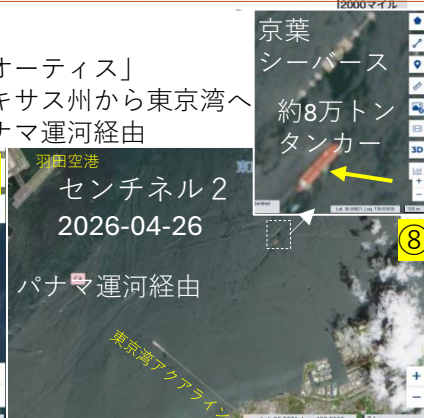 12000マイル
京葉
シーバース
約8万トン
タンカー
オーティス」
キサス州から東京湾へ
ナマ運河経由
羽田空港
センチネル２
2026-04-26
パナマ運河経由
東京湾アクアライン
⑧
3D